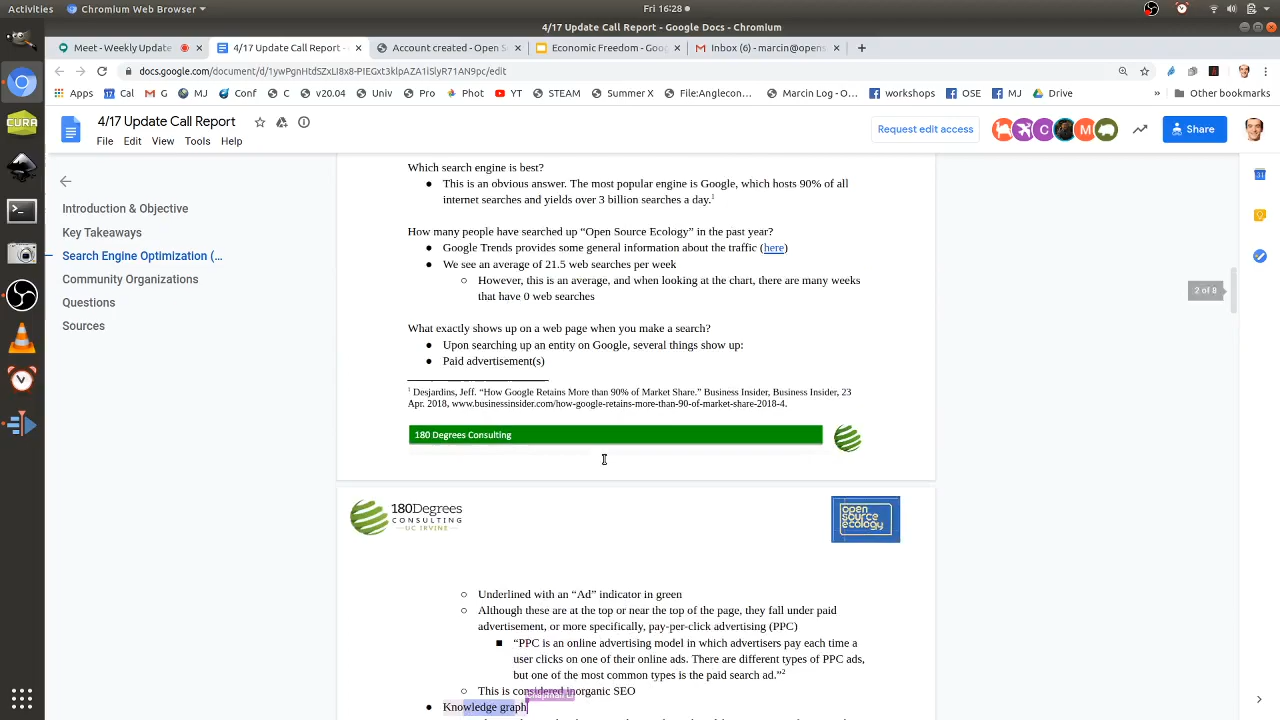 Activities
Chromium Web Browser
Fri 16:28
4/17 Update Call Report - Google Docs - Chromium
Meet - Weekly Update
4/17 Update Call Report -
Account created - Open S
Economic Freedom - Goo
Inbox (6) - marcin@opens
docs.google.com/document/d/1ywPgnHtdSZxLI8x8-PIEGxt3klpAZA1iSlyR71AN9pc/edit
Apps
Cal
G
MJ
Conf
C
v20.04
Univ
Pro
Phot
YT
STEAM
Summer X
File:Anglecon...
Marcin Log - O...
workshops
OSE
MJ
Drive
»
Other bookmarks
4/17 Update Call Report
File Edit View Tools Help
Request edit access
C
M
Share
Introduction & Objective
Key Takeaways
Search Engine Optimization (...
Community Organizations
Questions
Sources
Which search engine is best?
● This is an obvious answer. The most popular engine is Google, which hosts 90% of all
internet searches and yields over 3 billion searches a day.1
How many people have searched up “Open Source Ecology” in the past year?
● Google Trends provides some general information about the traffic (here)
● We see an average of 21.5 web searches per week
○ However, this is an average, and when looking at the chart, there are many weeks
that have 0 web searches
What exactly shows up on a web page when you make a search?
● Upon searching up an entity on Google, several things show up:
● Paid advertisement(s)
1 Desjardins, Jeff. “How Google Retains More than 90% of Market Share.” Business Insider, Business Insider, 23
Apr. 2018, www.businessinsider.com/how-google-retains-more-than-90-of-market-share-2018-4.
180 Degrees Consulting
2 of 8
180Degrees
CONSULTING
UC IRVINE
open
source
ecology
○ Underlined with an “Ad” indicator in green
○ Although these are at the top or near the top of the page, they fall under paid
advertisement, or more specifically, pay-per-click advertising (PPC)
■ “PPC is an online advertising model in which advertisers pay each time a
user clicks on one of their online ads. There are different types of PPC ads,
but one of the most common types is the paid search ad.”2
○ This is considered inorganic SEO
● Knowledge graph